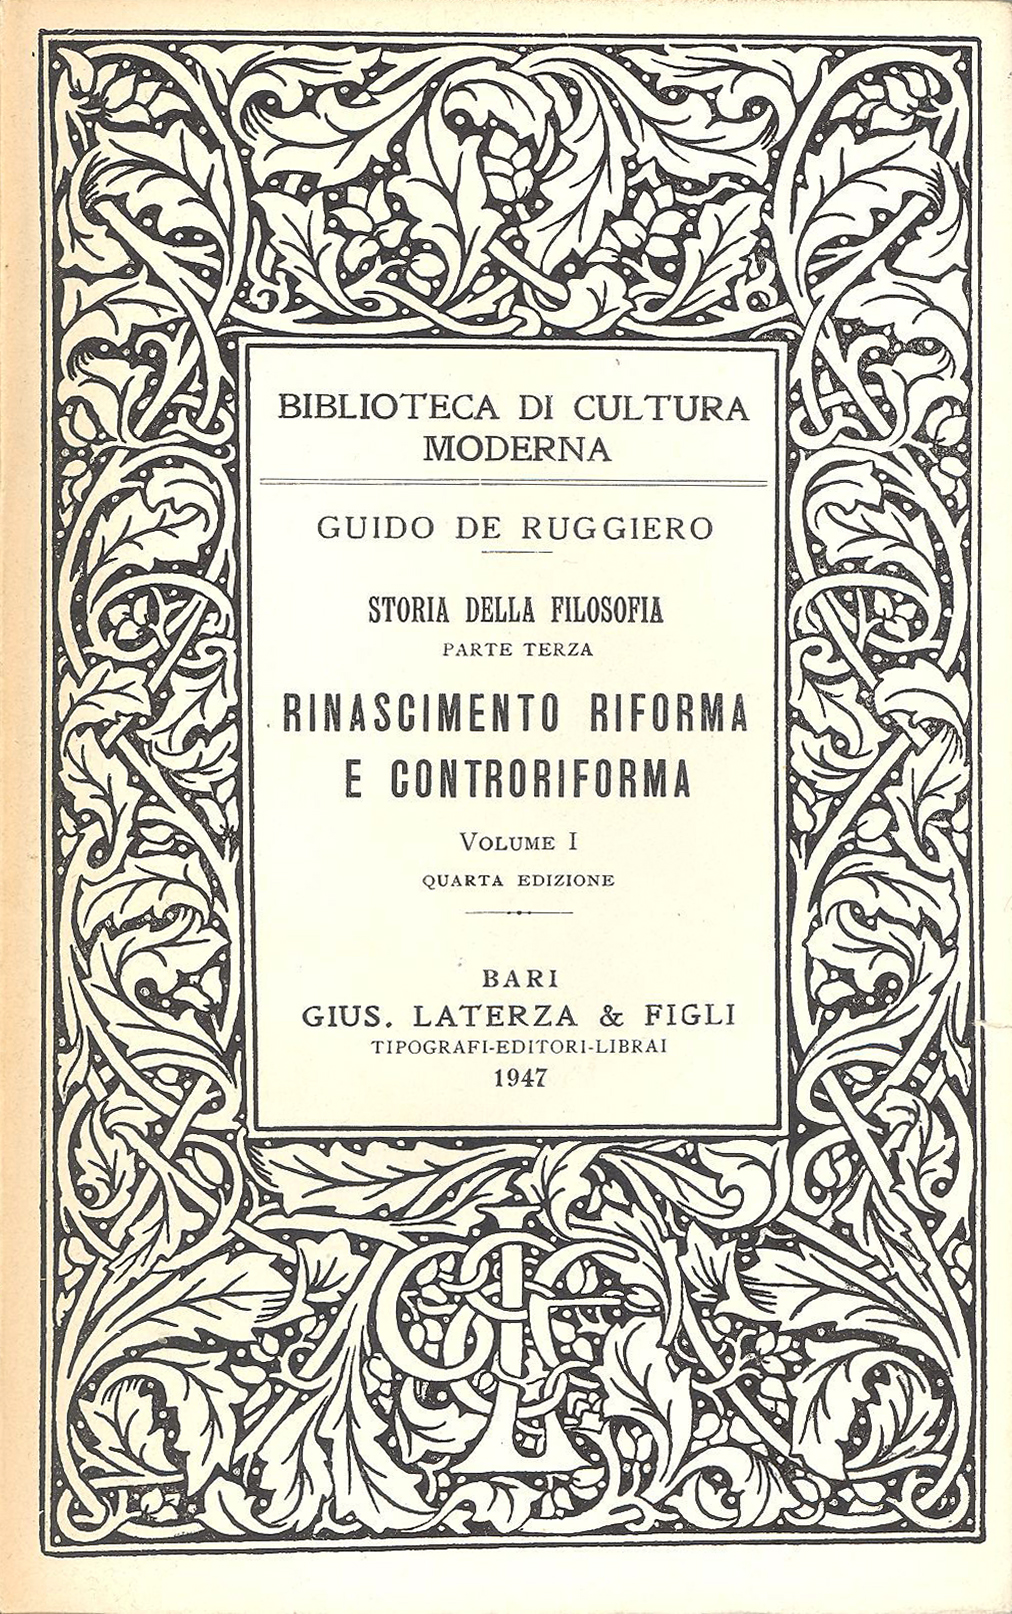 BIBLIOTECA DI CULTURA
MODERNA
GUIDO DE RUGGIERO
STORIA DELLA FILOSOFIA
PARTE TERZA
RINASCIMENTO RIFORMA
E CONTRORIFORMA
VOLUME I
QUARTA EDIZIONE
BARI
GIUS. LATERZA & FIGLI
TIPOGRAFI-EDITORI-LIBRAI
1947